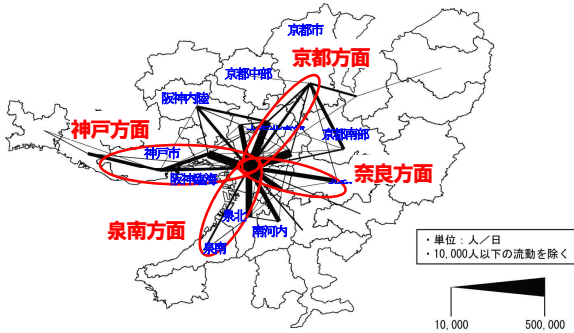 京都市
京都方面
京都中部
阪神内陸
神戸方面
京都南部
神戸市
奈良方面
阪神臨海
泉北
泉南方面
南河内
泉南
・単位：人／日
・10,000人以下の流動を除く
10,000
500,000